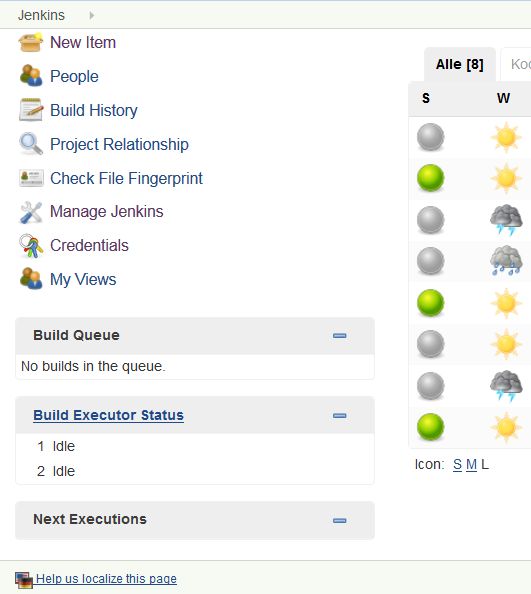 Jenkins
New Item
People
Build History
Project Relationship
Check File Fingerprint
Manage Jenkins
Credentials
My Views
Build Queue
No builds in the queue.
Build Executor Status
1 Idle
2 Idle
Next Executions
Help us localize this page
Alle [8]
S W
Icon: S M L